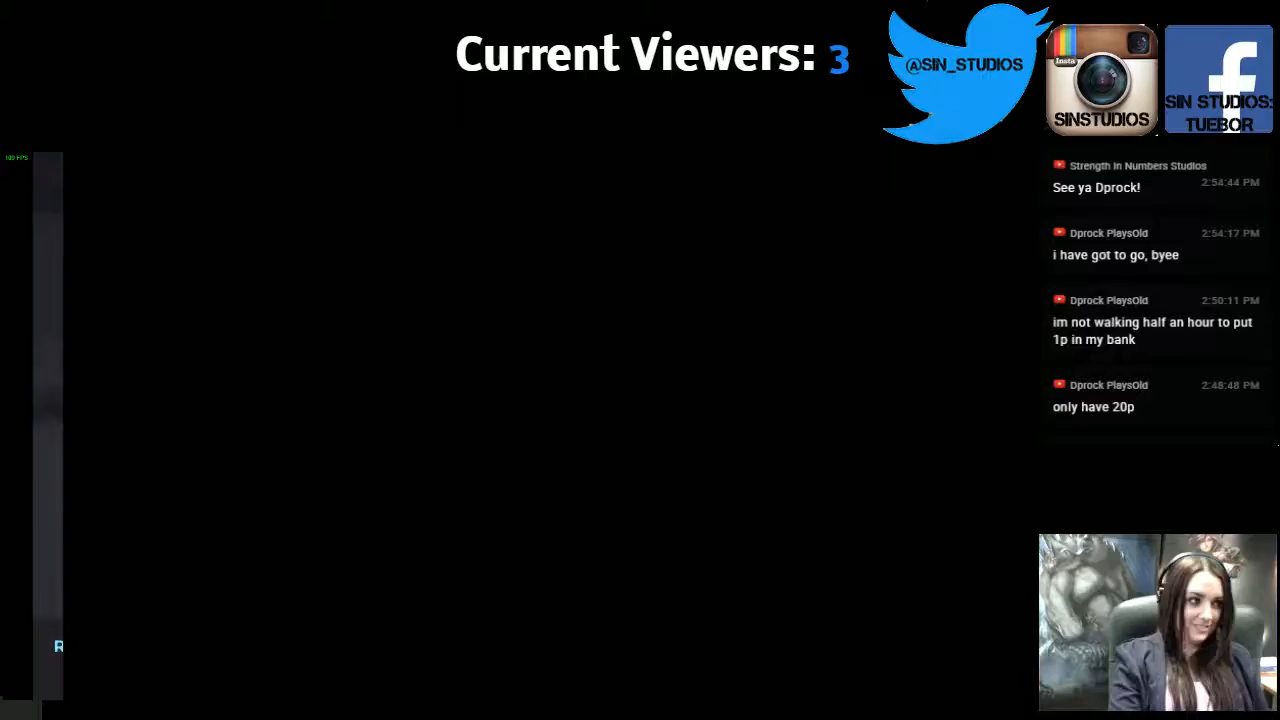 Current Viewers: 3
@SIN_STUDIOS
Insta
SINSTUDIOS
SIN STUDIOS:
TUEBOR
109 FPS
Strength In Numbers Studios
See ya Dprock!
2:54:44 PM
Dprock PlaysOld
2:54:17 PM
i have got to go, byee
Dprock PlaysOld
2:50:11 PM
im not walking half an hour to put
1p in my bank
Dprock PlaysOld
2:48:48 PM
only have 20p
R